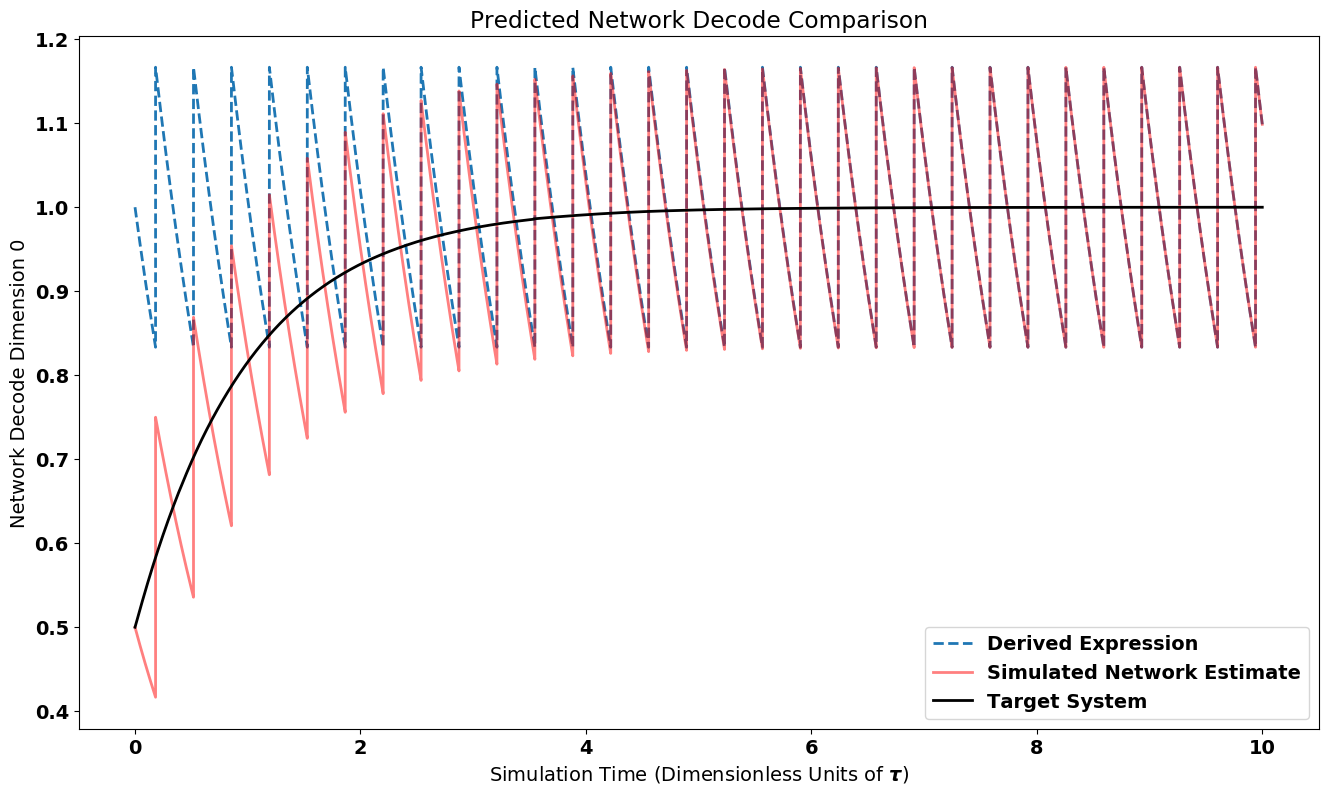 Predicted Network Decode Comparison
Network Decode Dimension 0
1.2
1.1
1.0
0.9
0.8
0.7
0.6
0.5
0.4
Derived Expression
Simulated Network Estimate
Target System
0 2 4 6 8 10
Simulation Time (Dimensionless Units of τ)